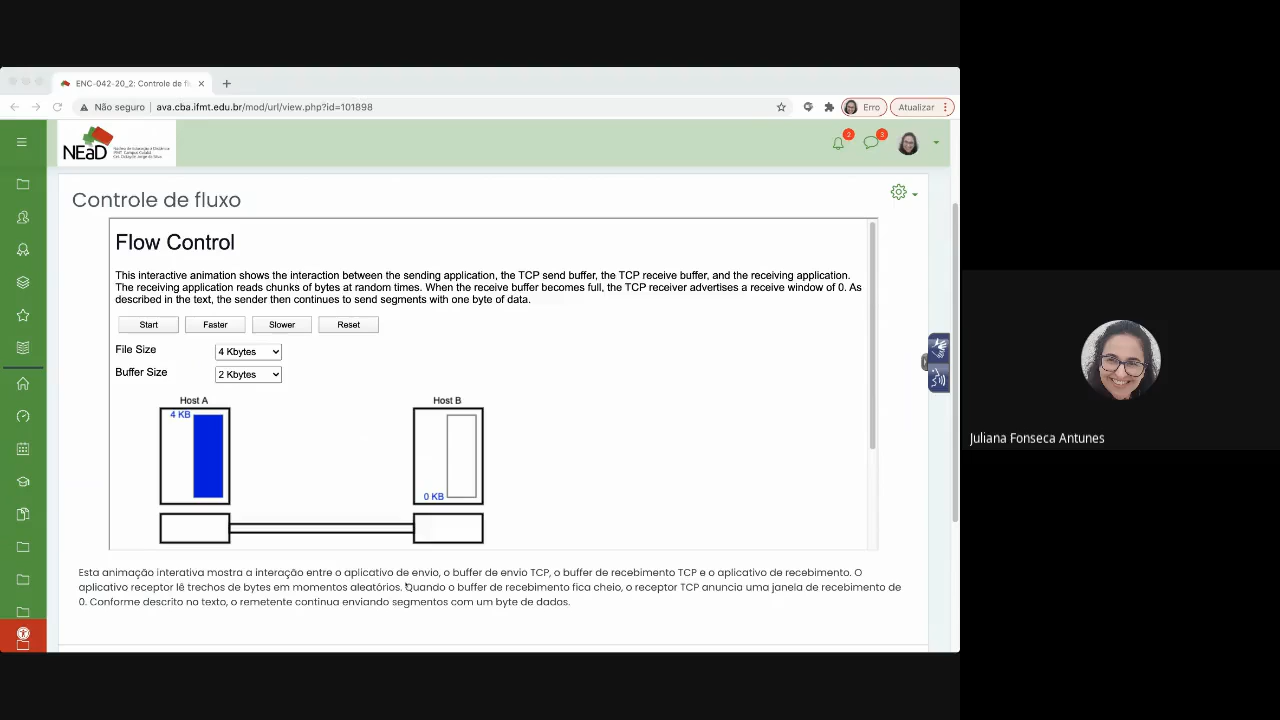 ENC-042-20_2: Controle de fl
Não seguro
ava.cba.ifmt.edu.br/mod/url/view.php?id=101898
Erro
Atualizar
NEaD
2
Controle de fluxo
Flow Control
This interactive animation shows the interaction between the sending application, the TCP send buffer, the TCP receive buffer, and the receiving application.
The receiving application reads chunks of bytes at random times. When the receive buffer becomes full, the TCP receiver advertises a receive window of 0. As
described in the text, the sender then continues to send segments with one byte of data.
Start
Faster
Slower
Reset
File Size
4 Kbytes
Buffer Size
2 Kbytes
Host A
Host B
4 KB
0 KB
Esta animação interativa mostra a interação entre o aplicativo de envio, o buffer de envio TCP, o buffer de recebimento TCP e o aplicativo de recebimento. O
aplicativo receptor lê trechos de bytes em momentos aleatórios. Quando o buffer de recebimento fica cheio, o receptor TCP anuncia uma janela de recebimento de
0. Conforme descrito no texto, o remetente continua enviando segmentos com um byte de dados.
Juliana Fonseca Antunes